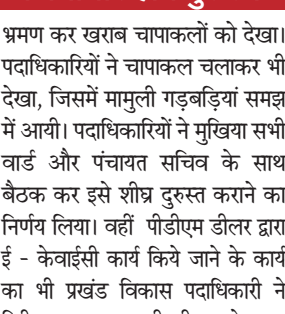 भ्रमण कर खराब चापाकलों को देखा।
पदाधिकारियों ने चापाकल चलाकर भी
देखा, जिसमें मामुली गड़बड़ियां समझ
में आयी। पदाधिकारियों ने मुखिया सभी
वार्ड और पंचायत सचिव के साथ
बैठक कर इसे शीघ्र दुरुस्त कराने का
निर्णय लिया। वहीं पीडीएम डीलर द्वारा
ई - केवाईसी कार्य किये जाने के कार्य
का भी प्रखंड विकास पदाधिकारी ने